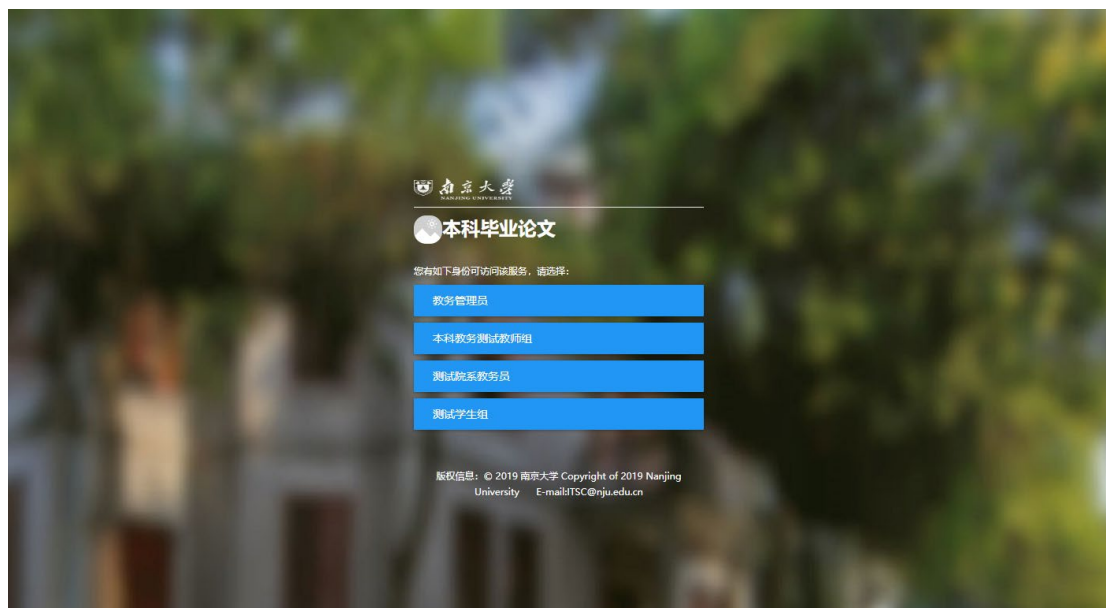 南京大学
NANJING UNIVERSITY
本科毕业论文
您有如下身份可访问该服务，请选择：
教务管理员
本科教务测试教师组
测试院系教务员
测试学生组
版权信息：© 2019 南京大学 Copyright of 2019 Nanjing
University E-mail:ITSC@nju.edu.cn